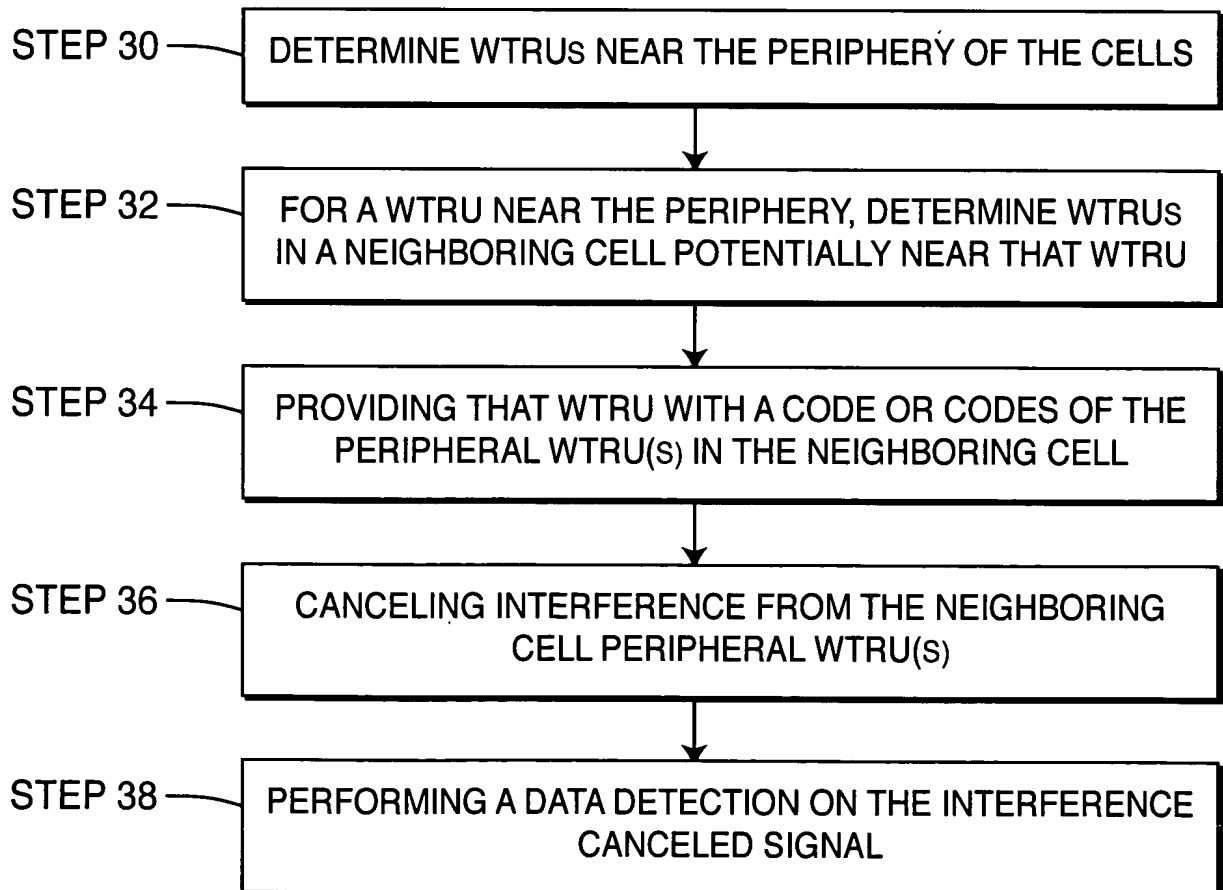 STEP 30
DETERMINE WTRUs NEAR THE PERIPHERY OF THE CELLS
STEP 32
FOR A WTRU NEAR THE PERIPHERY, DETERMINE WTRUs
IN A NEIGHBORING CELL POTENTIALLY NEAR THAT WTRU
STEP 34
PROVIDING THAT WTRU WITH A CODE OR CODES OF THE
PERIPHERAL WTRU(S) IN THE NEIGHBORING CELL
STEP 36
CANCELING INTERFERENCE FROM THE NEIGHBORING
CELL PERIPHERAL WTRU(S)
STEP 38
PERFORMING A DATA DETECTION ON THE INTERFERENCE
CANCELED SIGNAL